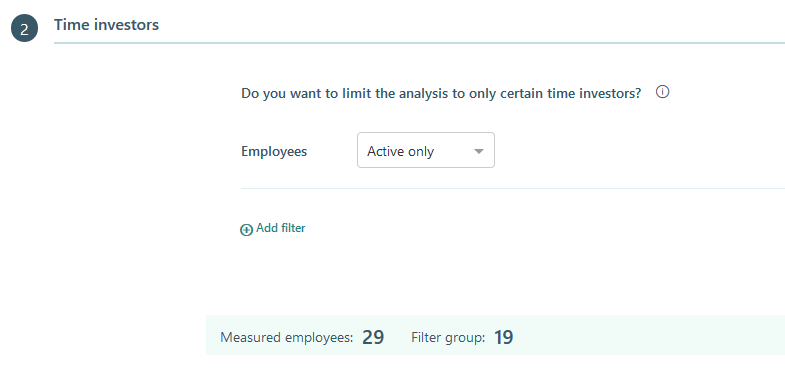 2 Time investors
Do you want to limit the analysis to only certain time investors?
Employees Active only
Add filter
Measured employees: 29 Filter group: 19